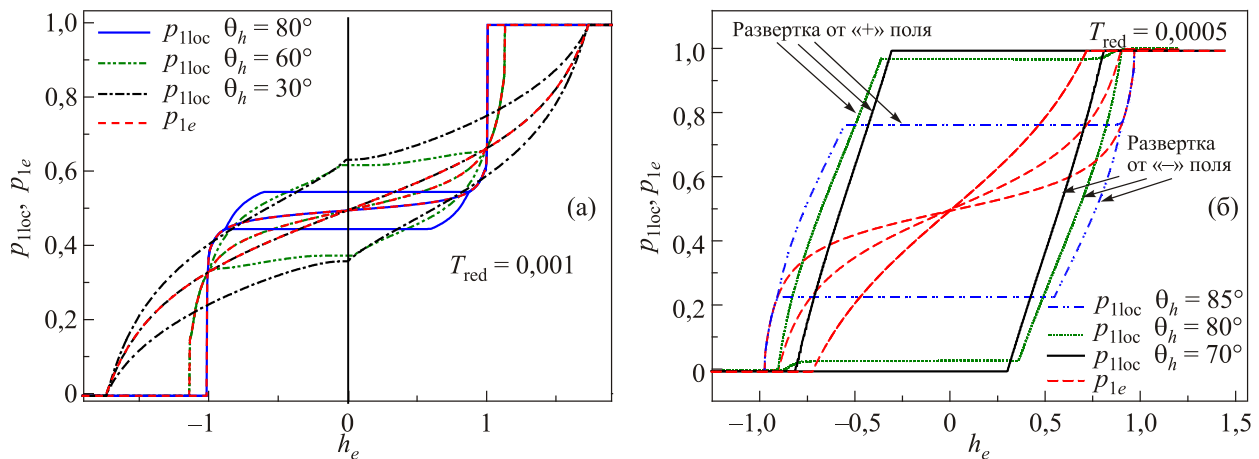 p1loc, p1e
1,0
0,8
0,6
0,4
0,2
0
p1loc θh = 80°
p1loc θh = 60°
p1loc θh = 30°
p1e
(а)
Tred = 0,001
−1
0
1
he
p1loc, p1e
1,0
0,8
0,6
0,4
0,2
0
Развертка от «+» поля
Tred = 0,0005
Развертка
от «–» поля
(б)
p1loc θh = 85°
p1loc θh = 80°
p1loc θh = 70°
p1e
−1,0
−0,5
0
0,5
1,0
1,5
he